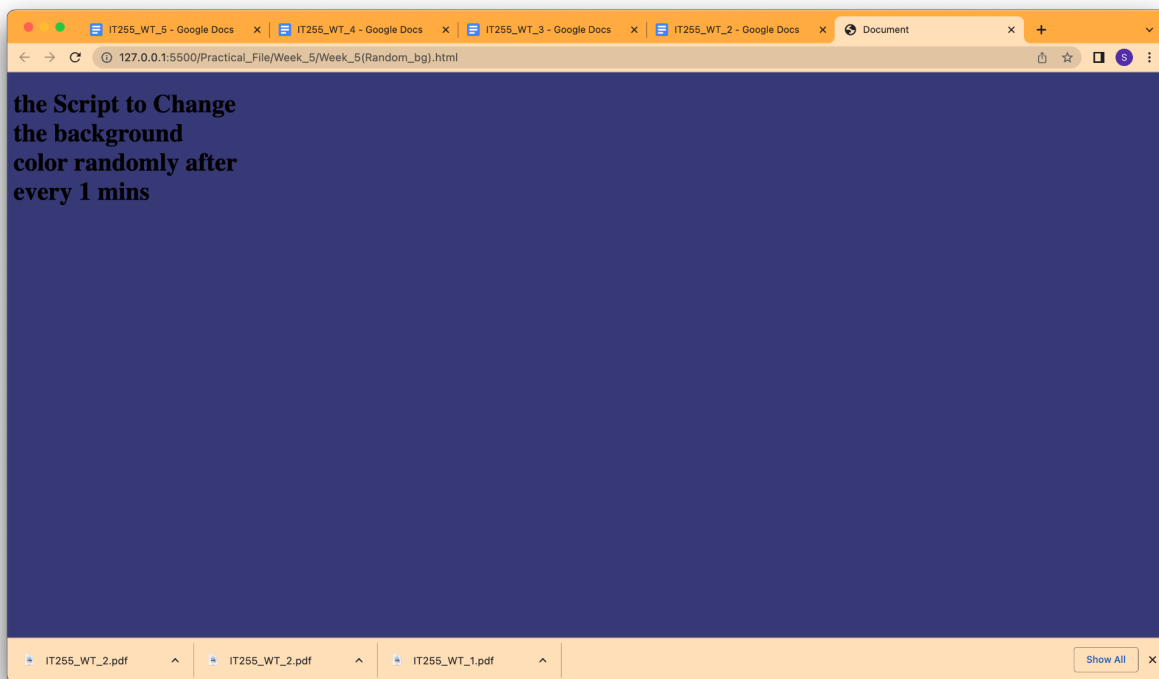 IT255_WT_5 - Google Docs
IT255_WT_4 - Google Docs
IT255_WT_3 - Google Docs
IT255_WT_2 - Google Docs
Document
127.0.0.1:5500/Practical_File/Week_5/Week_5(Random_bg).html
S
the Script to Change
the background
color randomly after
every 1 mins
IT255_WT_2.pdf
IT255_WT_2.pdf
IT255_WT_1.pdf
Show All